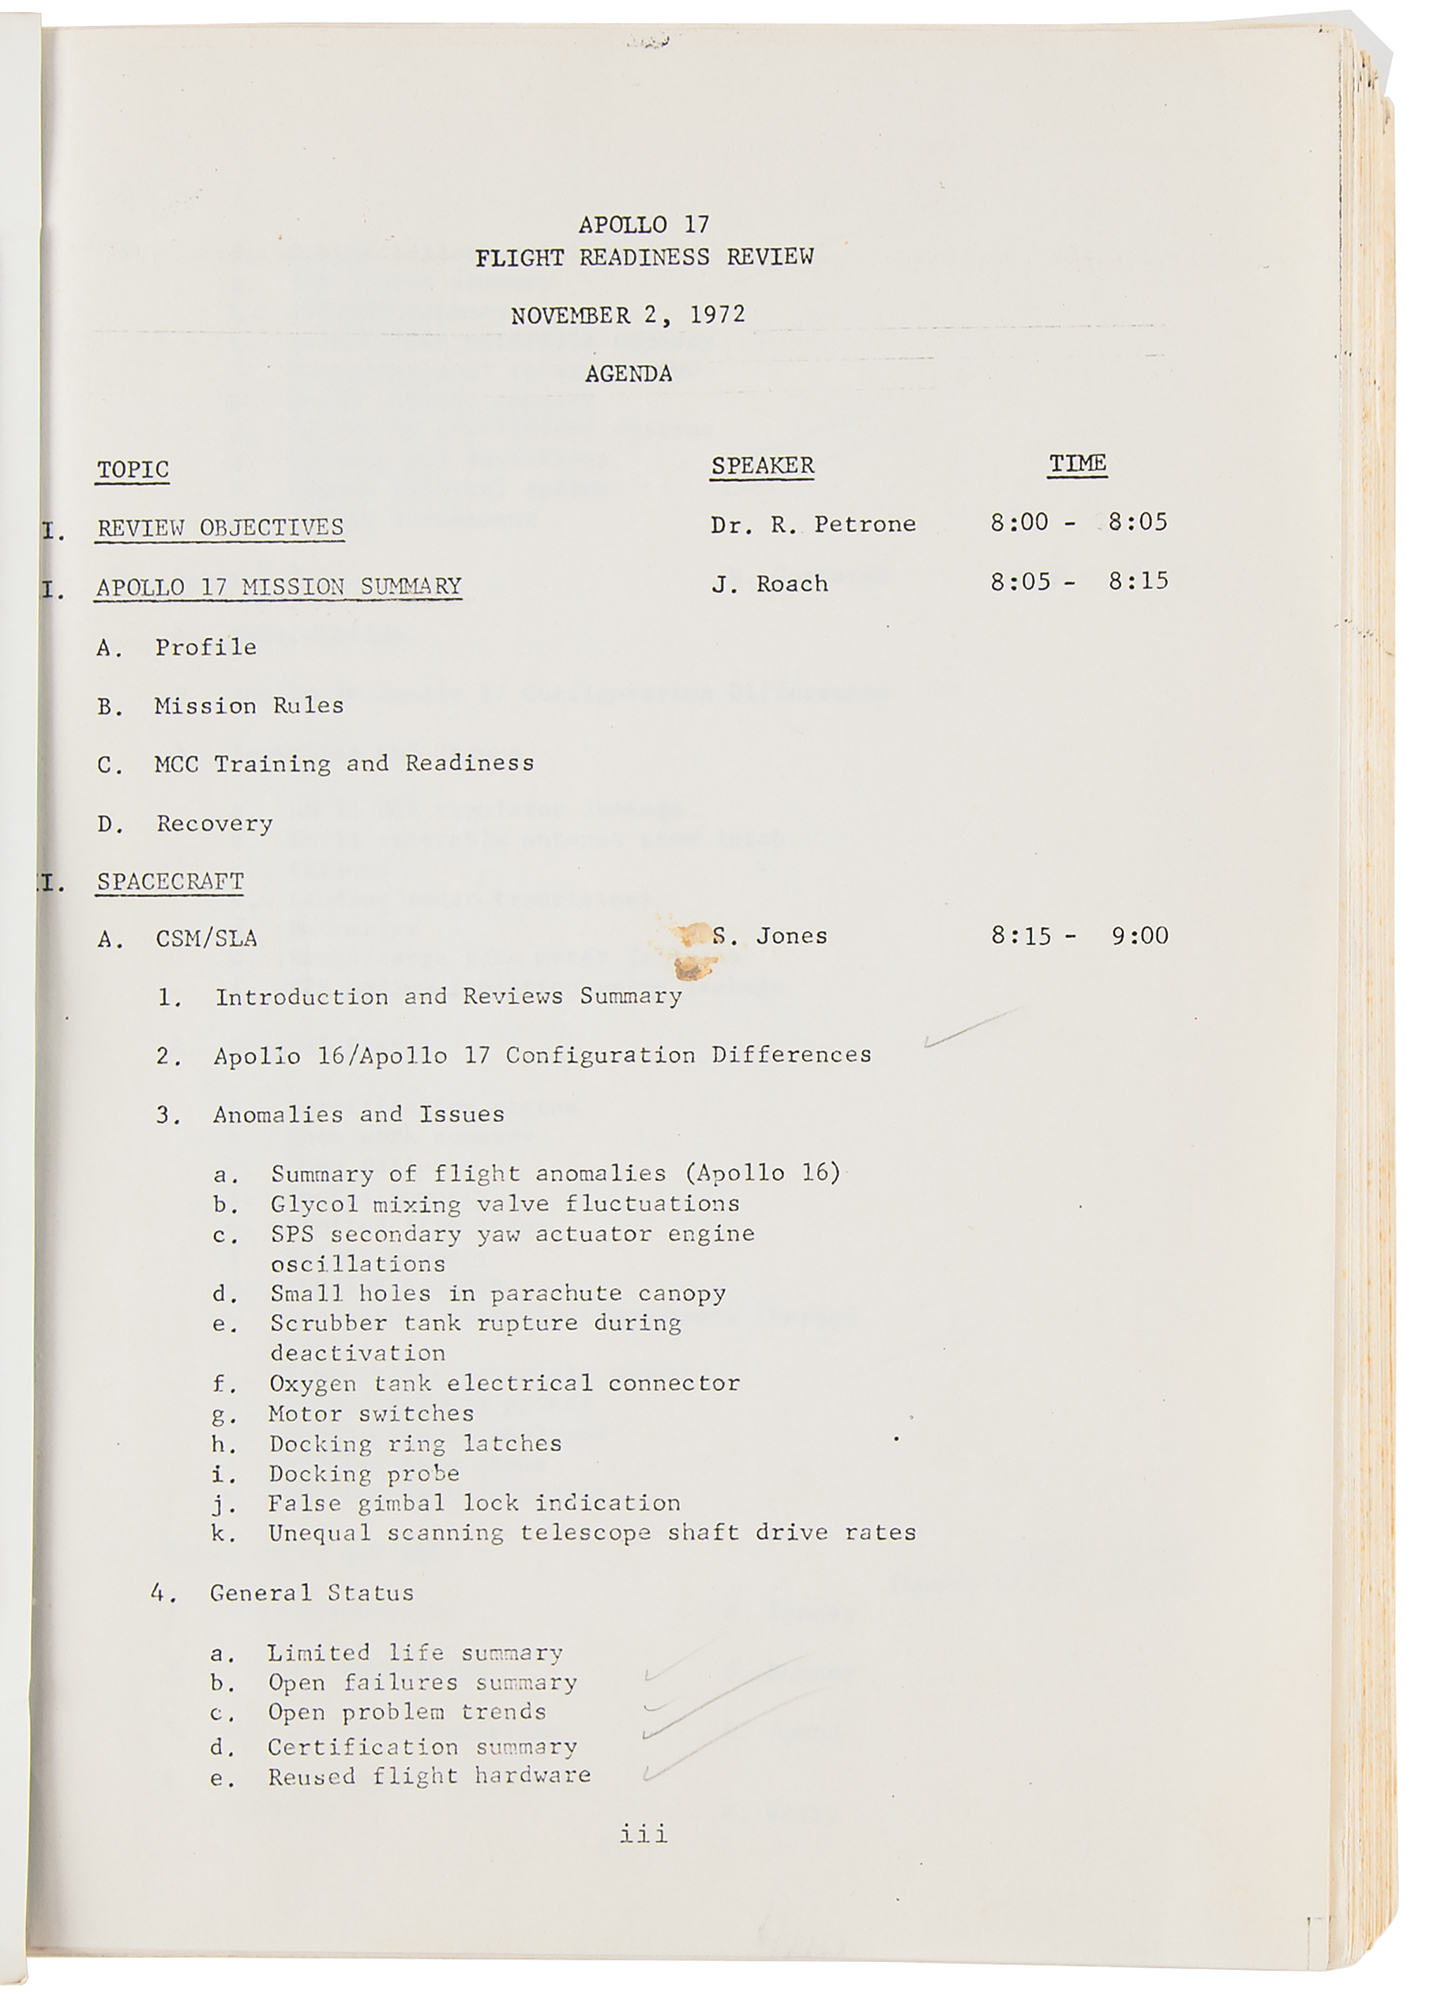 APOLLO 17
FLIGHT READINESS REVIEW
NOVEMBER 2, 1972
AGENDA
TOPIC SPEAKER TIME
I. REVIEW OBJECTIVES Dr. R. Petrone 8:00 - 8:05
I. APOLLO 17 MISSION SUMMARY J. Roach 8:05 - 8:15
A. Profile
B. Mission Rules
C. MCC Training and Readiness
D. Recovery
II. SPACECRAFT
A. CSM/SLA S. Jones 8:15 - 9:00
1. Introduction and Reviews Summary
2. Apollo 16/Apollo 17 Configuration Differences
3. Anomalies and Issues
a. Summary of flight anomalies (Apollo 16)
b. Glycol mixing valve fluctuations
c. SPS secondary yaw actuator engine
oscillations
d. Small holes in parachute canopy
e. Scrubber tank rupture during
deactivation
f. Oxygen tank electrical connector
g. Motor switches
h. Docking ring latches
i. Docking probe
j. False gimbal lock indication
k. Unequal scanning telescope shaft drive rates
4. General Status
a. Limited life summary
b. Open failures summary
c. Open problem trends
d. Certification summary
e. Reused flight hardware
iii